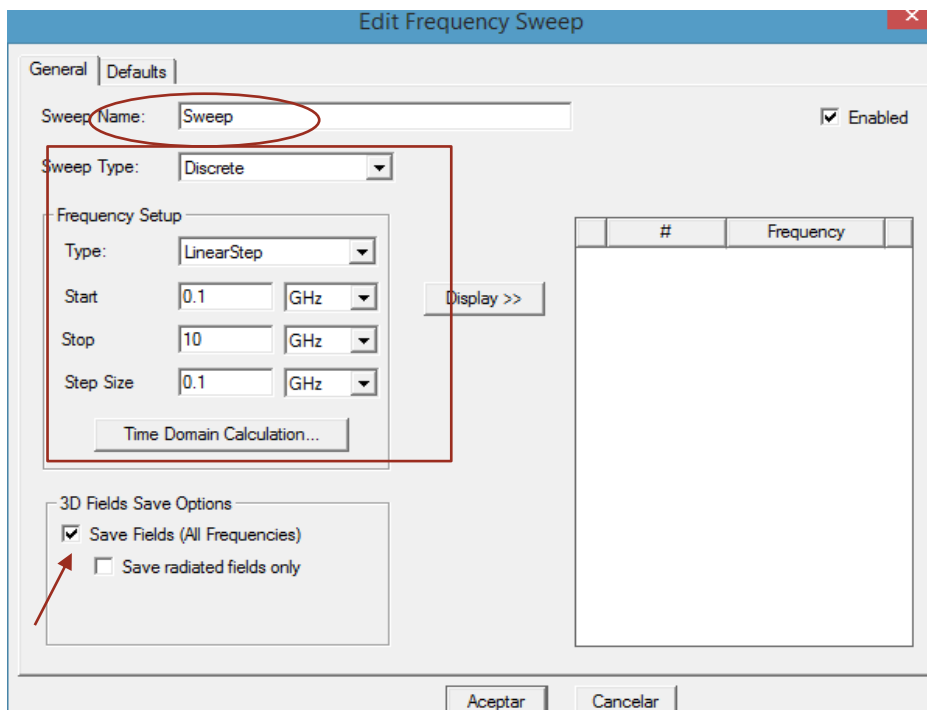 Edit Frequency Sweep
General Defaults
Sweep Name: Sweep Enabled
Sweep Type: Discrete
Frequency Setup
Type: LinearStep
Start 0.1 GHz
Stop 10 GHz
Step Size 0.1 GHz
Time Domain Calculation...
Display >>
# Frequency
3D Fields Save Options
Save Fields (All Frequencies)
Save radiated fields only
Aceptar Cancelar